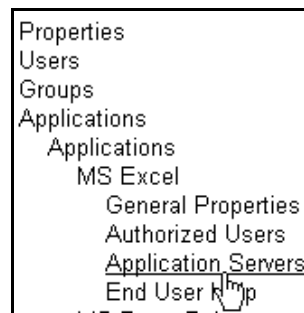 Properties
Users
Groups
Applications
Applications
MS Excel
General Properties
Authorized Users
Application Servers
End User